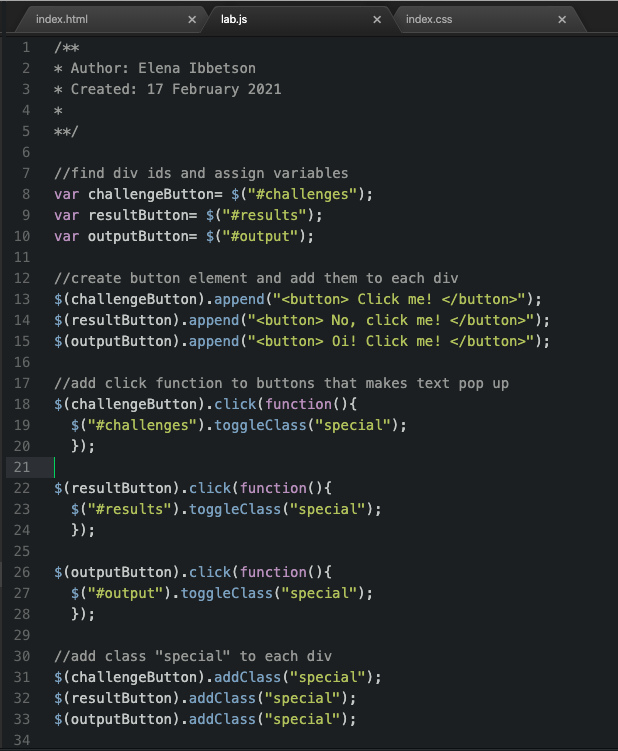 index.html × lab.js × index.css ×
1 /**
2 * Author: Elena Ibbetson
3 * Created: 17 February 2021
4 *
5 **/
6
7 //find div ids and assign variables
8 var challengeButton= $("#challenges");
9 var resultButton= $("#results");
10 var outputButton= $("#output");
11
12 //create button element and add them to each div
13 $(challengeButton).append("<button> Click me! </button>");
14 $(resultButton).append("<button> No, click me! </button>");
15 $(outputButton).append("<button> Oi! Click me! </button>");
16
17 //add click function to buttons that makes text pop up
18 $(challengeButton).click(function(){
19   $("#challenges").toggleClass("special");
20   });
21
22 $(resultButton).click(function(){
23   $("#results").toggleClass("special");
24   });
25
26 $(outputButton).click(function(){
27   $("#output").toggleClass("special");
28   });
29
30 //add class "special" to each div
31 $(challengeButton).addClass("special");
32 $(resultButton).addClass("special");
33 $(outputButton).addClass("special");
34